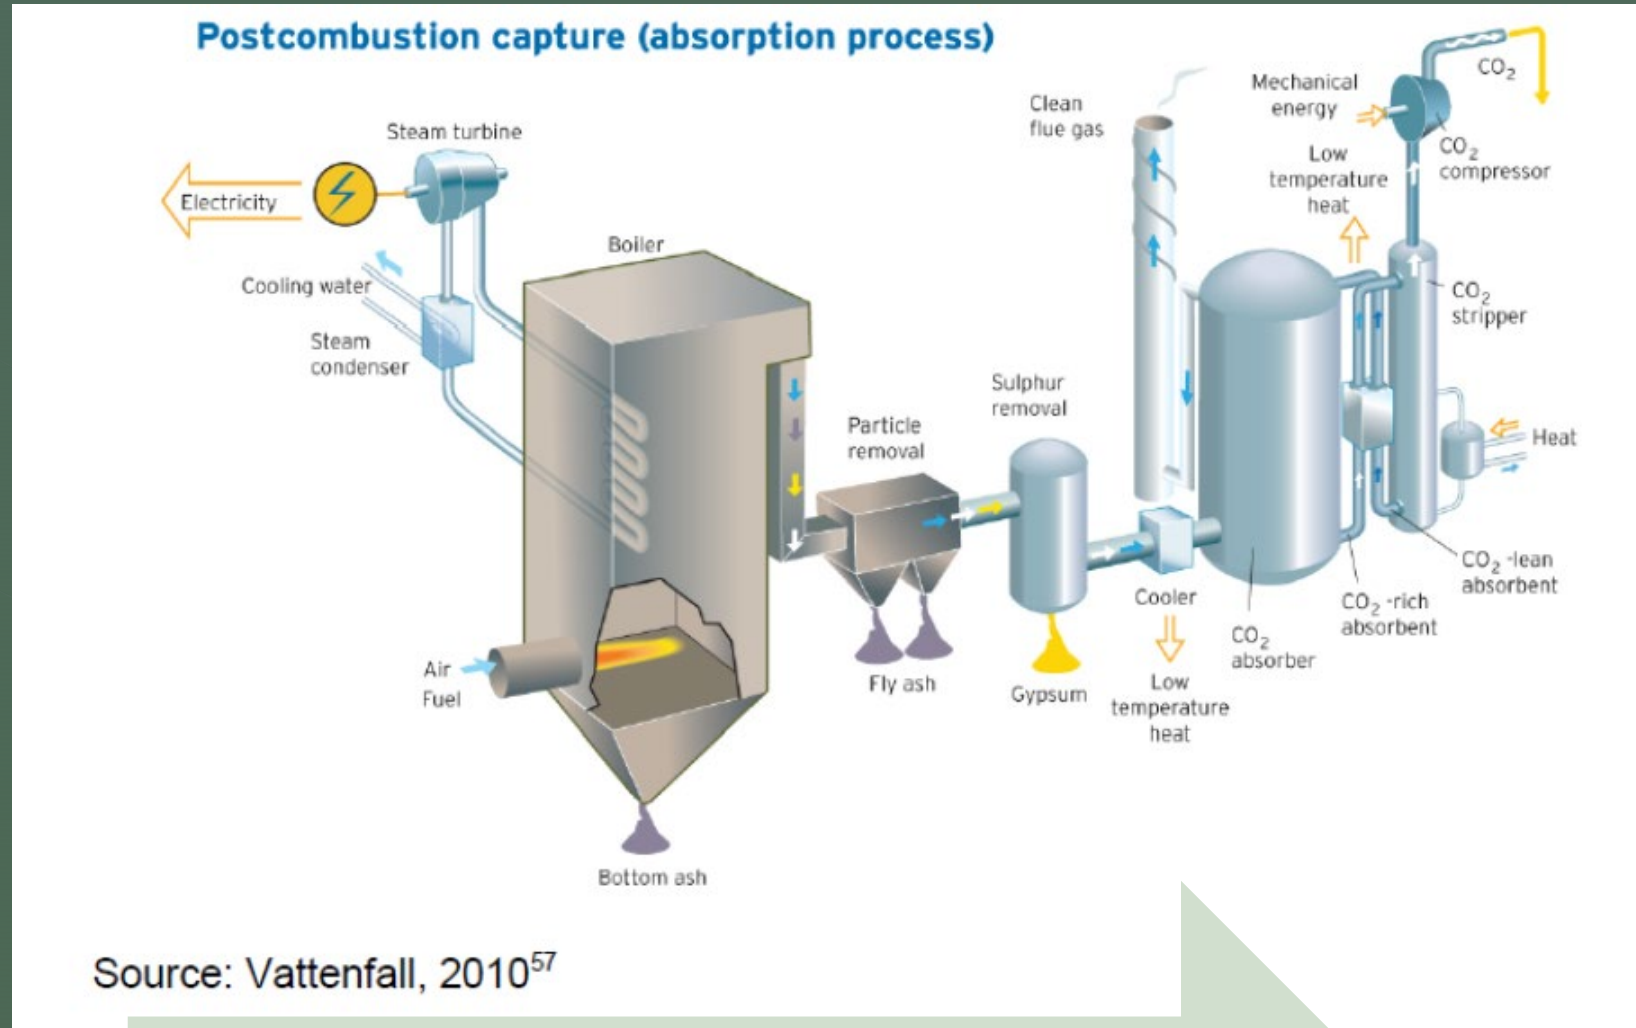 Postcombustion capture (absorption process)
Steam turbine
Electricity
Cooling water
Steam
condenser
Boiler
Air
Fuel
Bottom ash
Particle
removal
Fly ash
Sulphur
removal
Gypsum
Clean
flue gas
Cooler
Low
temperature
heat
CO₂
absorber
Mechanical
energy
Low
temperature
heat
CO₂
CO₂
compressor
CO₂
stripper
Heat
CO₂ -lean
absorbent
CO₂ -rich
absorbent
Source: Vattenfall, 2010⁵⁷